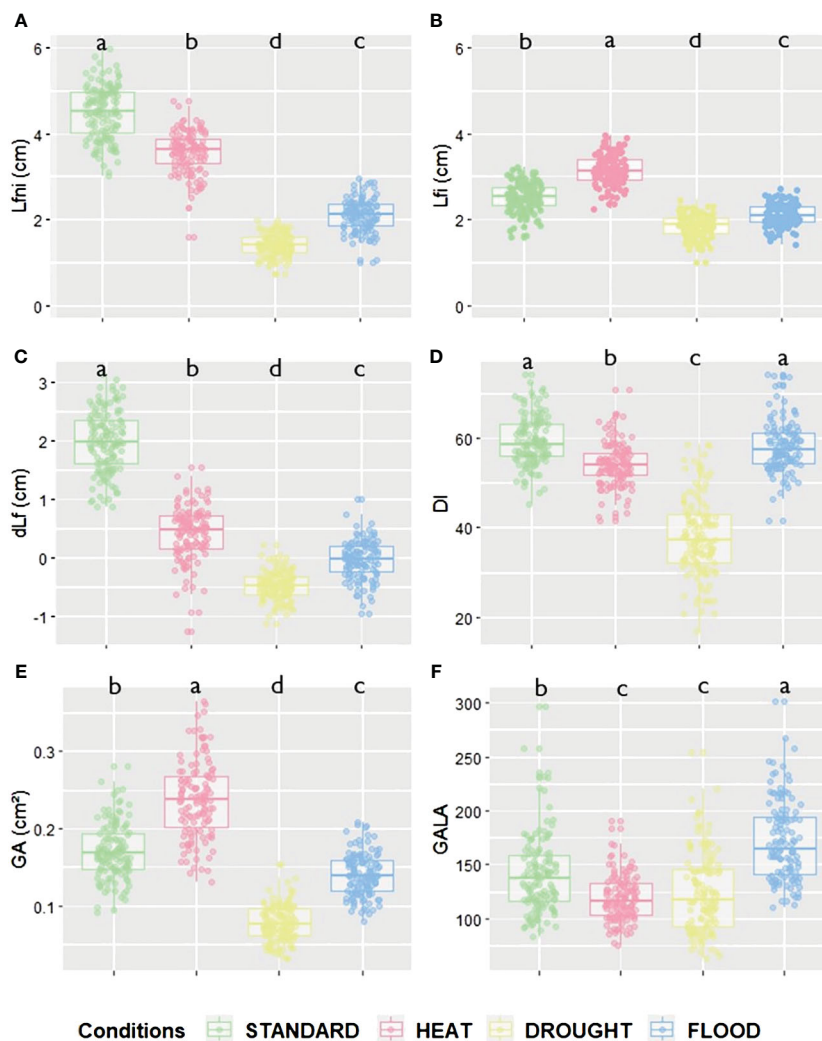 A
B
a
b
d
c
b
a
d
c
Lfni (cm)
6
4
2
0
Lfi (cm)
6
4
2
0
C
D
a
b
d
c
a
b
c
a
dLf (cm)
3
2
1
0
-1
DI
60
40
20
E
F
b
a
d
c
b
c
c
a
GA (cm²)
0.3
0.2
0.1
GALA
300
250
200
150
100
Conditions STANDARD HEAT DROUGHT FLOOD